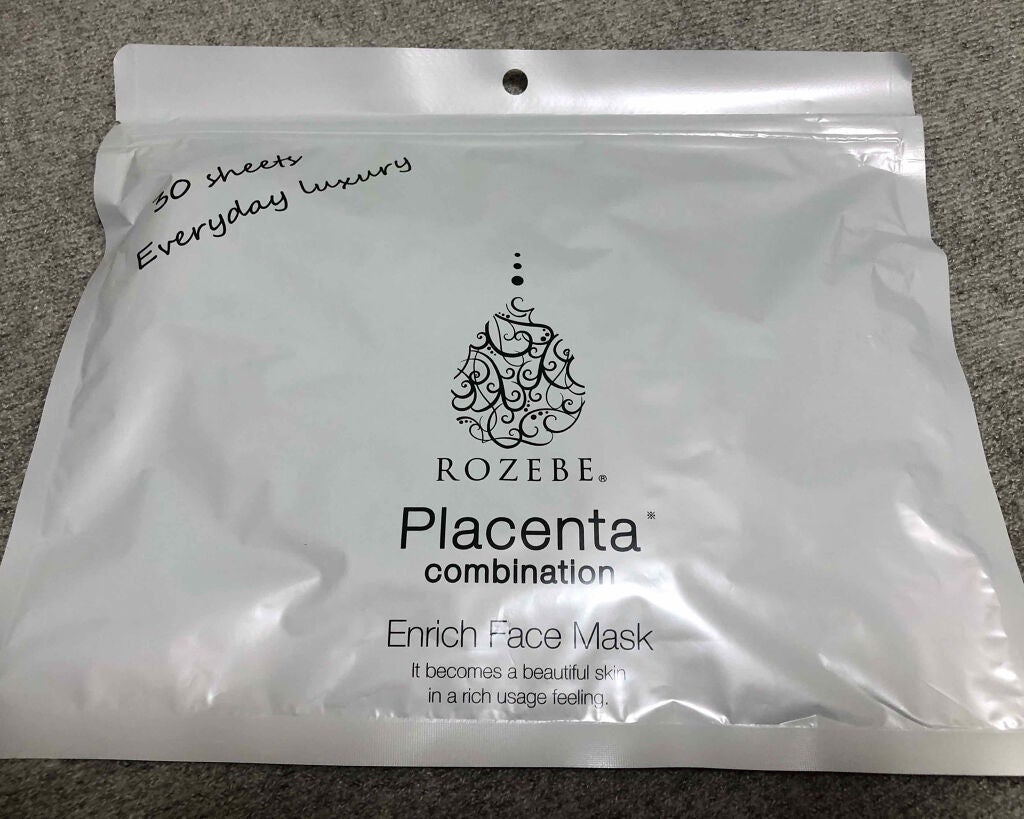 30 sheets
Everyday luxury
ROZEBE®
Placenta※
combination
Enrich Face Mask
It becomes a beautiful skin
in a rich usage feeling.